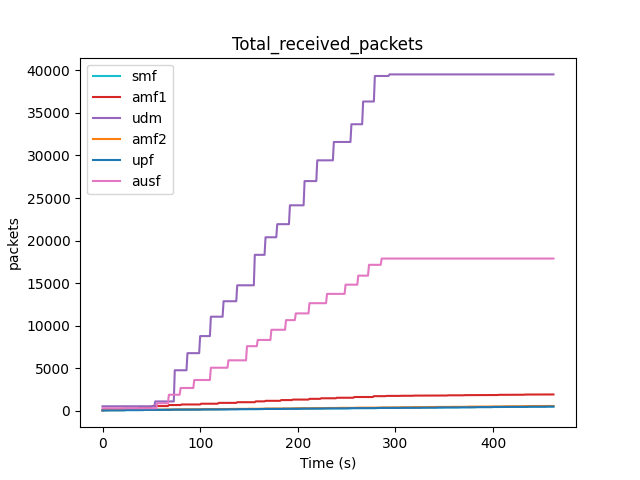 Total_received_packets
smf
amf1
udm
amf2
upf
ausf
40000
35000
30000
25000
20000
15000
10000
5000
0
packets
0 100 200 300 400
Time (s)